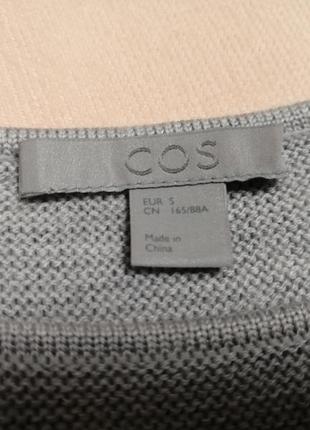 COS
EUR S
CN 165/88A
Made in
China